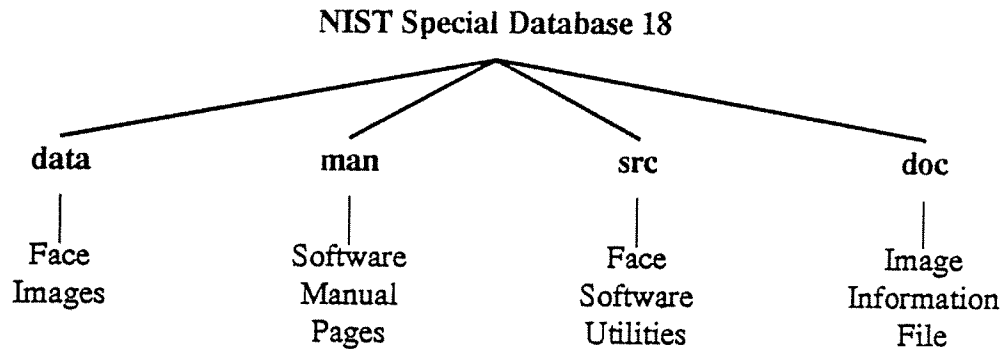 NIST Special Database 18
data
man
src
doc
Face
Images
Software
Manual
Pages
Face
Software
Utilities
Image
Information
File